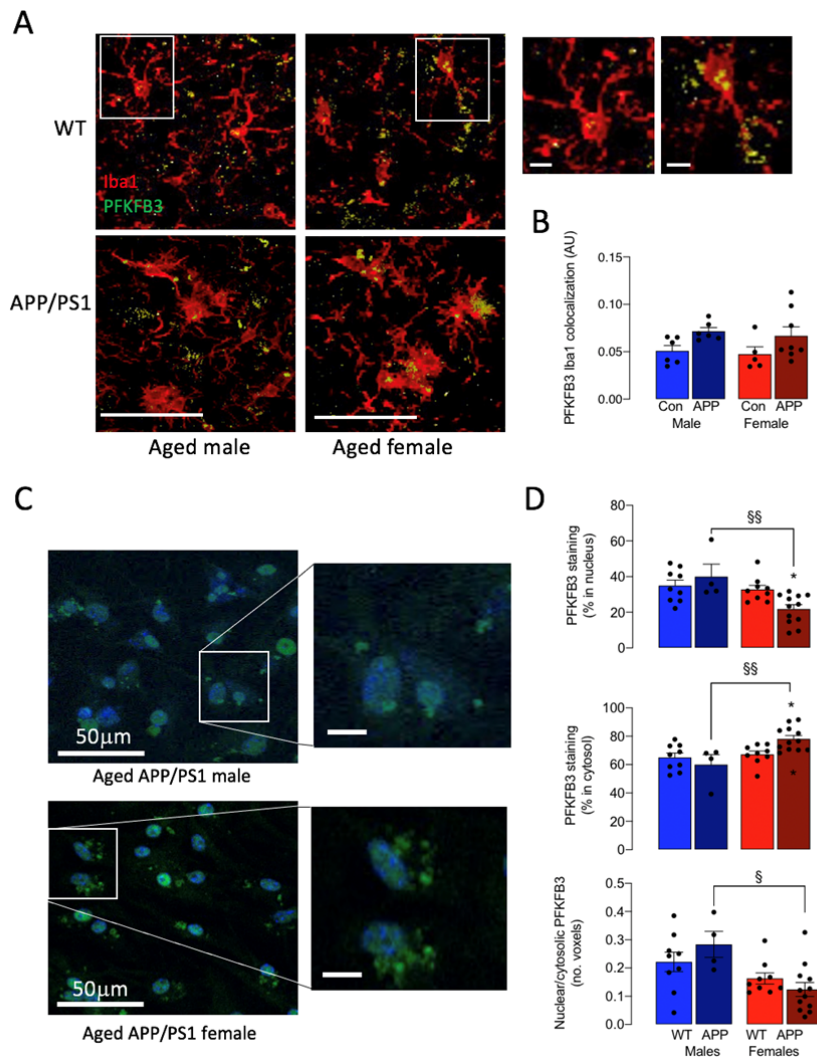 A
WT
Iba1
PFKFB3
APP/PS1
Aged male
Aged female
B
PFKFB3 Iba1 colocalization (AU)
0.15
0.10
0.05
0.00
Con APP Con APP
Male Female
C
50μm
Aged APP/PS1 male
50μm
Aged APP/PS1 female
D
PFKFB3 staining
(% in nucleus)
80
60
40
20
0
§§
*
PFKFB3 staining
(% in cytosol)
100
80
60
40
20
0
§§
*
*
Nuclear/cytosolic PFKFB3
(no. voxels)
0.5
0.4
0.3
0.2
0.1
0.0
§
WT APP WT APP
Males Females